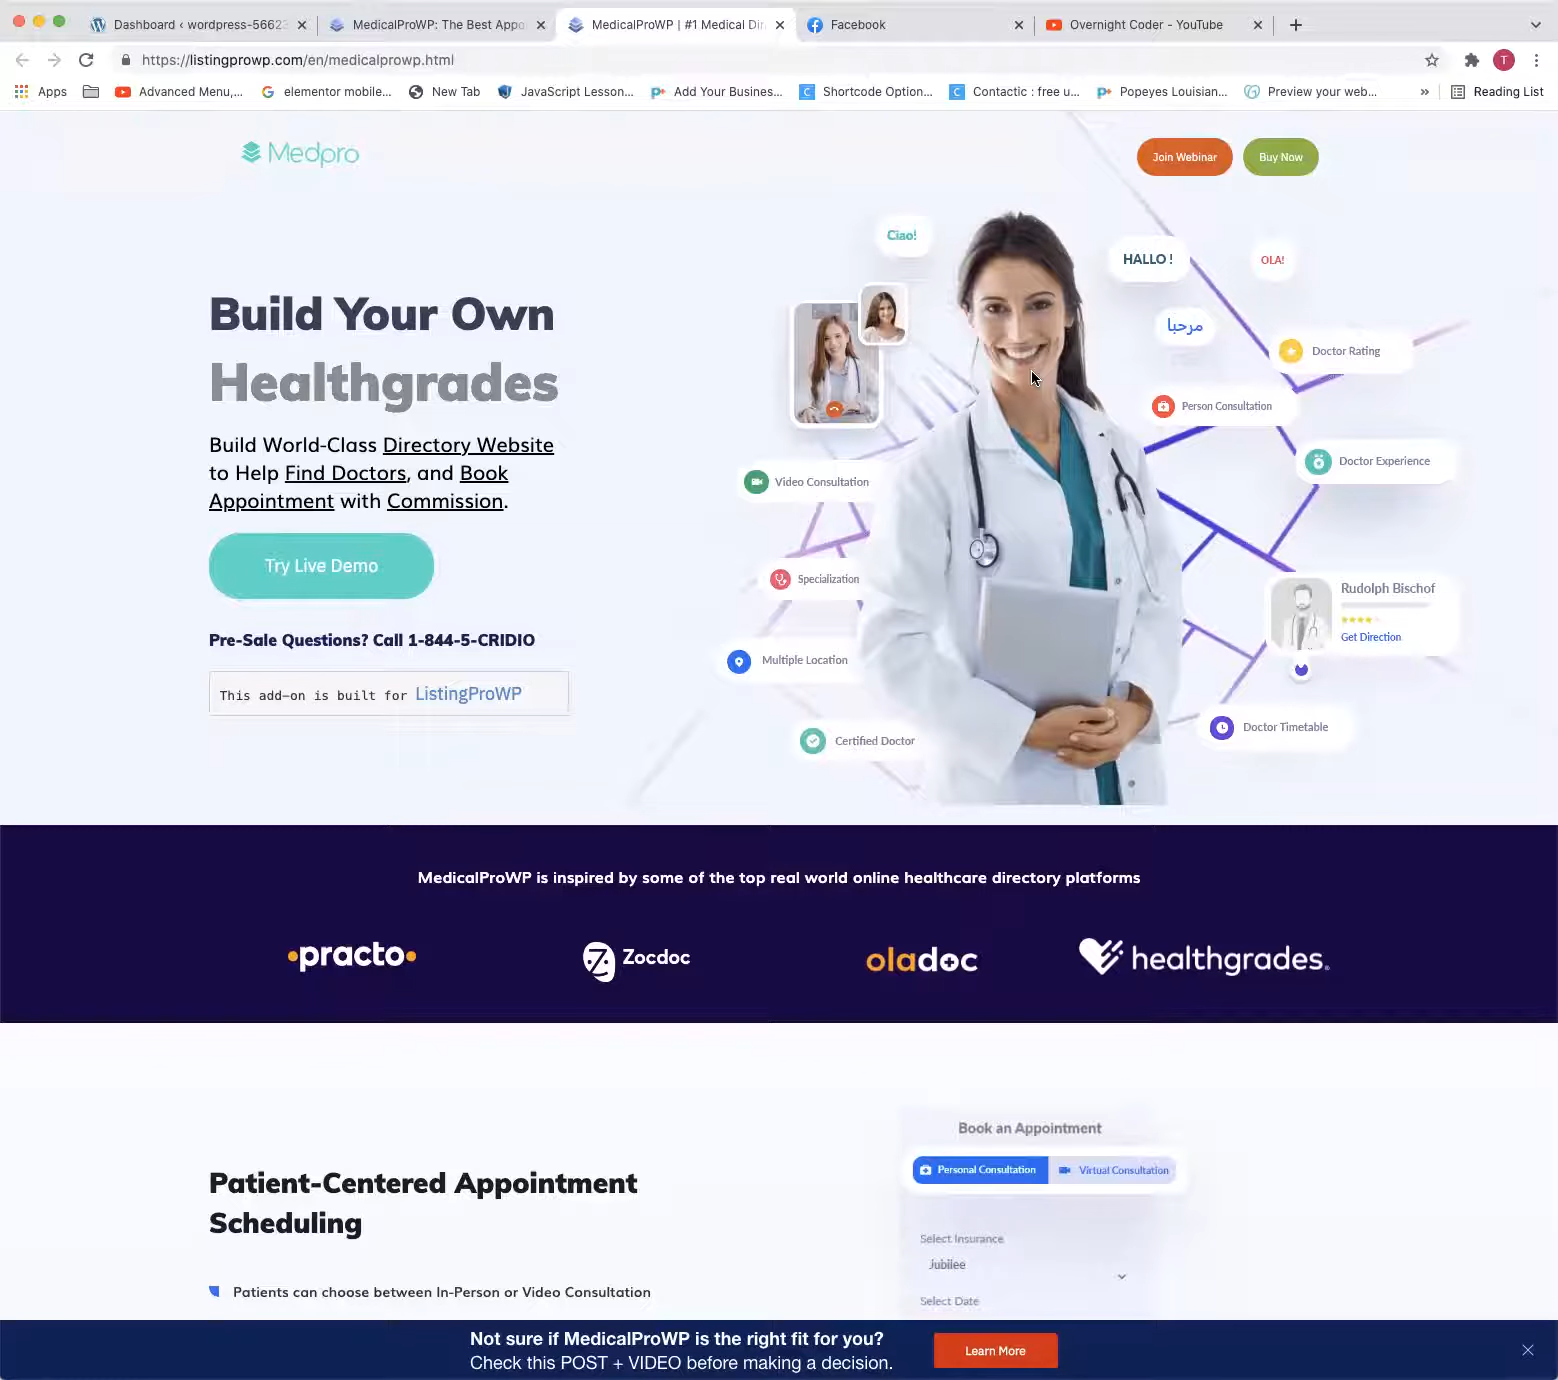 Dashboard ‹ wordpress-5662
MedicalProWP: The Best Appo
MedicalProWP | #1 Medical Dir
Facebook
Overnight Coder - YouTube
https://listingprowp.com/en/medicalprowp.html
T
Apps
Advanced Menu,...
elementor mobile...
New Tab
JavaScript Lesson...
Add Your Busines...
Shortcode Option...
Contactic : free u...
Popeyes Louisian...
Preview your web...
»
Reading List
Medpro
Join Webinar
Buy Now
Ciao!
HALLO !
OLA!
مرحبا
Build Your Own
Healthgrades
Build World-Class Directory Website
to Help Find Doctors, and Book
Appointment with Commission.
Try Live Demo
Pre-Sale Questions? Call 1-844-5-CRIDIO
This add-on is built for ListingProWP
Doctor Rating
Person Consultation
Doctor Experience
Video Consultation
Specialization
Rudolph Bischof
Get Direction
Multiple Location
Doctor Timetable
Certified Doctor
MedicalProWP is inspired by some of the top real world online healthcare directory platforms
practo
Zocdoc
oladoc
healthgrades.
Book an Appointment
Personal Consultation
Virtual Consultation
Patient-Centered Appointment
Scheduling
Select Insurance
Jubilee
Patients can choose between In-Person or Video Consultation
Select Date
Not sure if MedicalProWP is the right fit for you?
Check this POST + VIDEO before making a decision.
Learn More